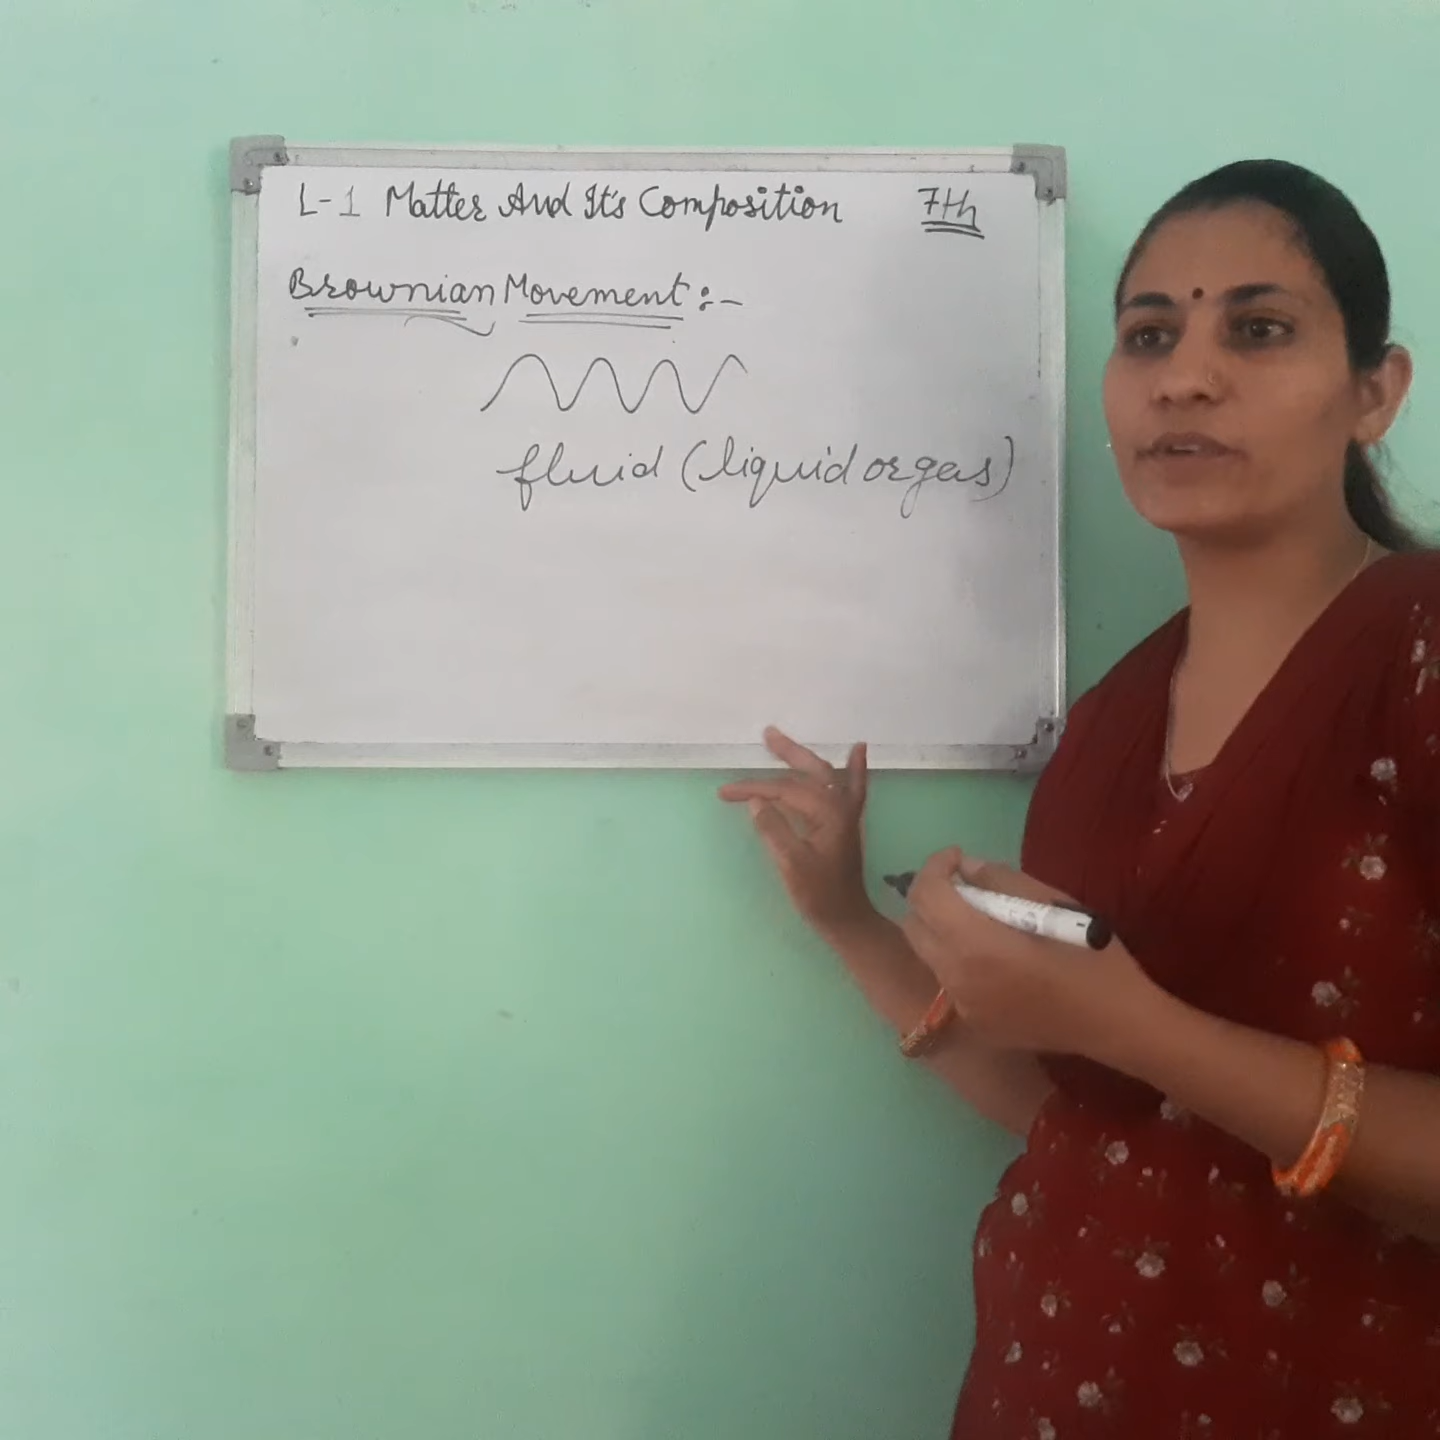 L-1 Matter And It's Composition 7th
Brownian Movement :-
fluid (liquid or gas)